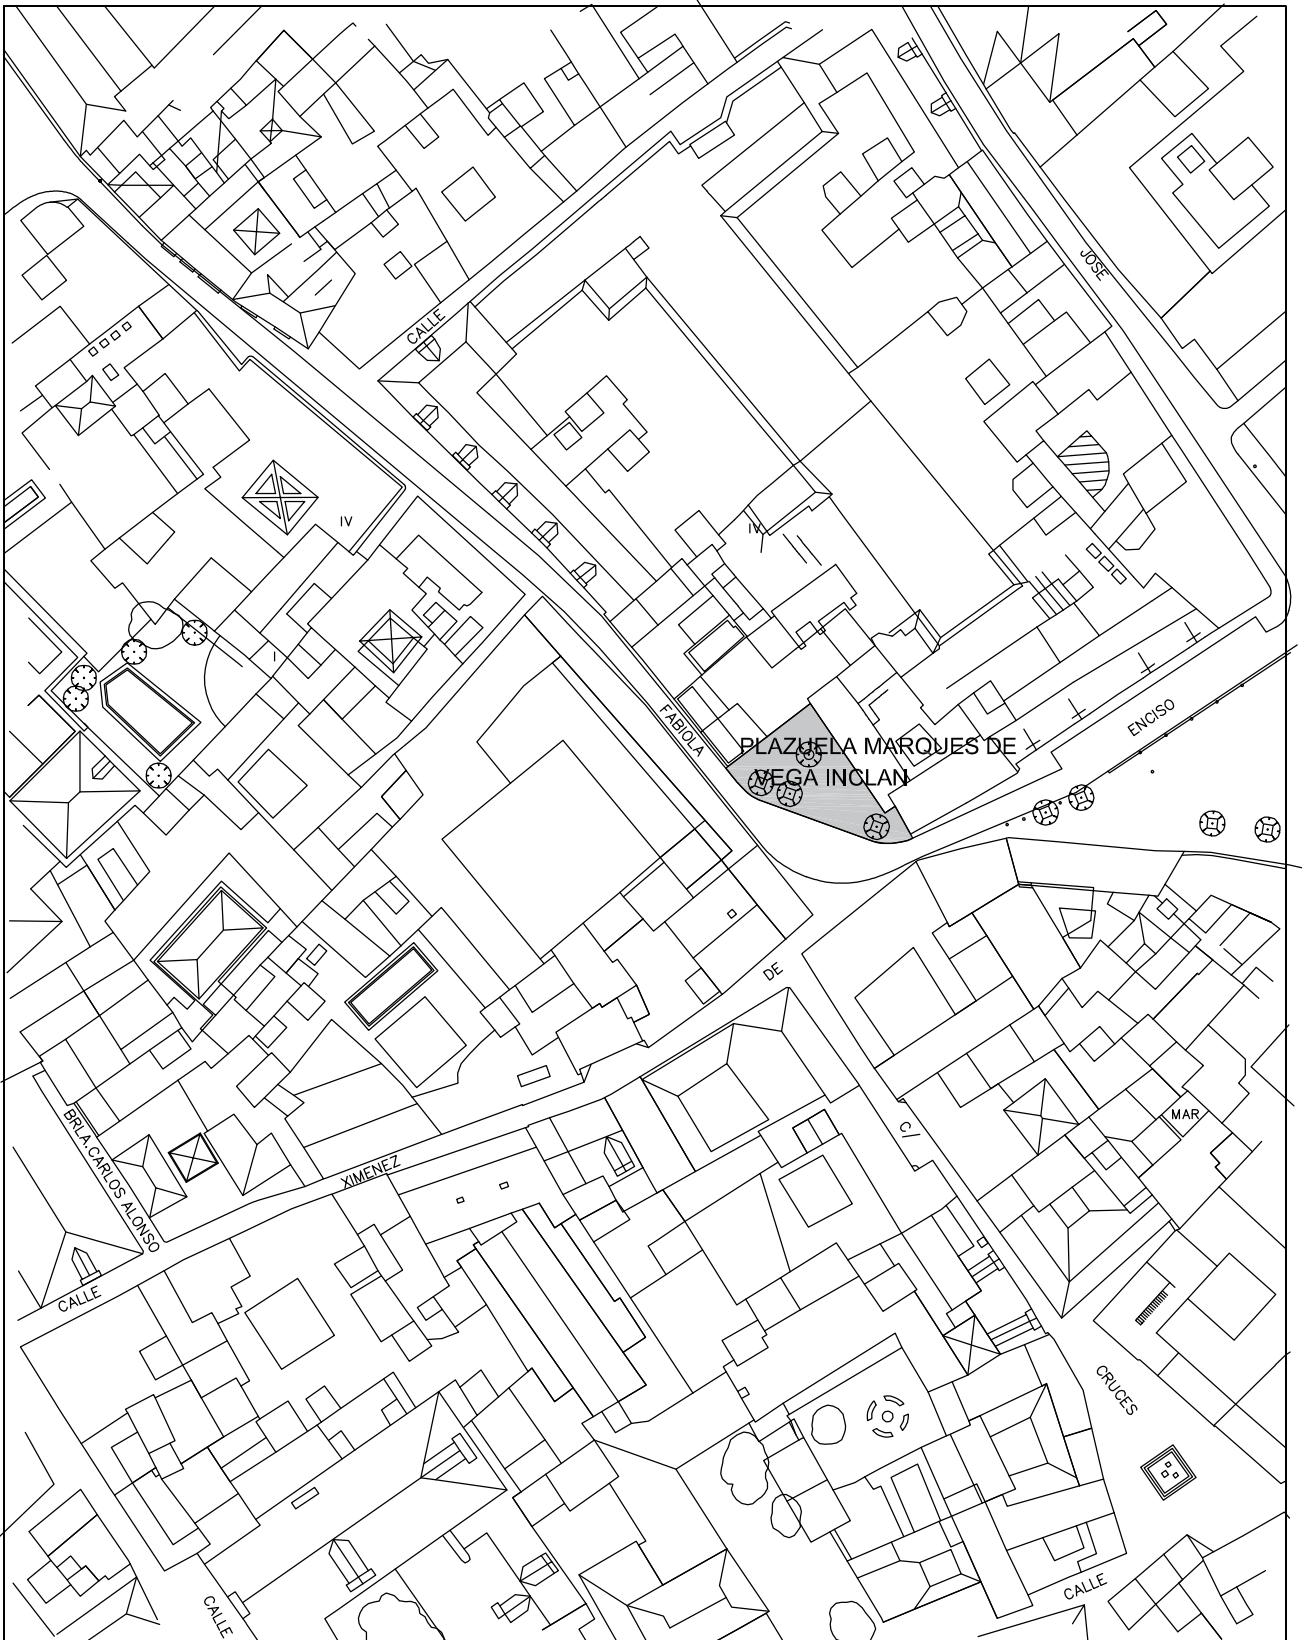 JOSE
CALLE
IV
IV
I
FABIOLA
PLAZUELA MARQUES DE
VEGA INCLAN
ENCISO
DE
MAR
C/
BRLA.CARLOS ALONSO
XIMENEZ
CALLE
CRUCES
CALLE
CALLE